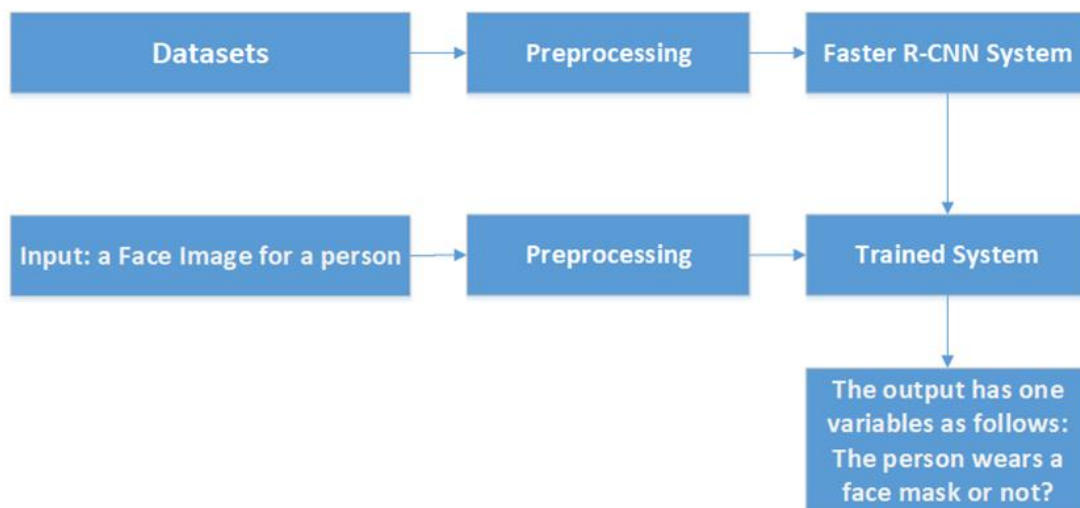 Datasets
Preprocessing
Faster R-CNN System
Input: a Face Image for a person
Preprocessing
Trained System
The output has one
variables as follows:
The person wears a
face mask or not?